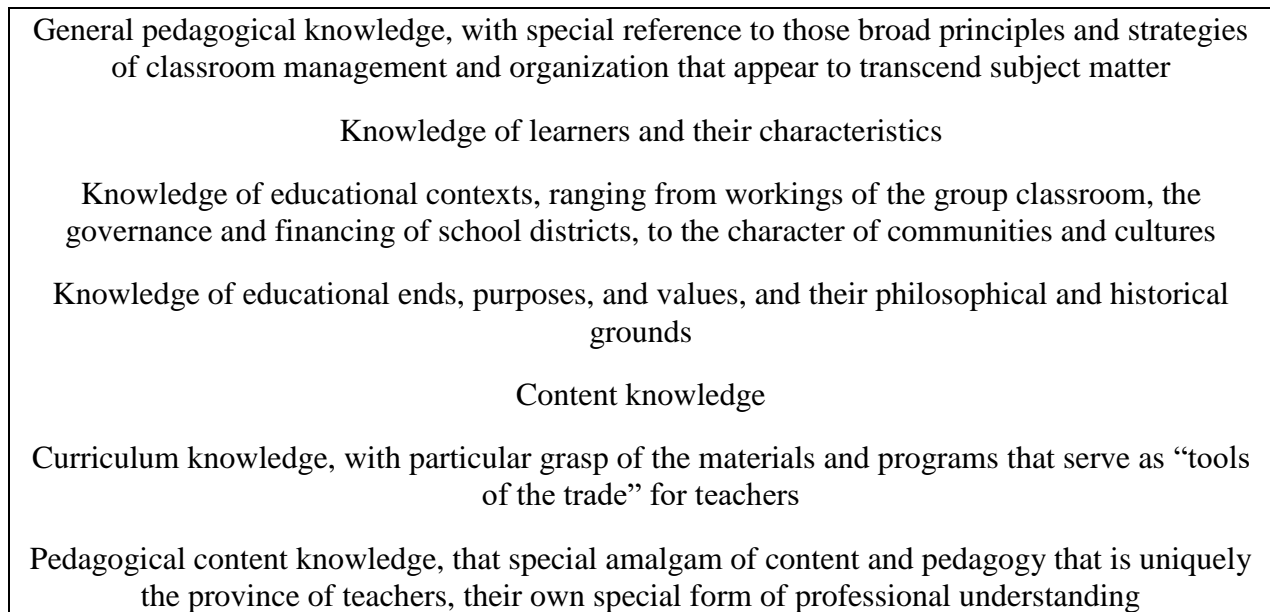 General pedagogical knowledge, with special reference to those broad principles and strategies
of classroom management and organization that appear to transcend subject matter
Knowledge of learners and their characteristics
Knowledge of educational contexts, ranging from workings of the group classroom, the
governance and financing of school districts, to the character of communities and cultures
Knowledge of educational ends, purposes, and values, and their philosophical and historical
grounds
Content knowledge
Curriculum knowledge, with particular grasp of the materials and programs that serve as “tools
of the trade” for teachers
Pedagogical content knowledge, that special amalgam of content and pedagogy that is uniquely
the province of teachers, their own special form of professional understanding